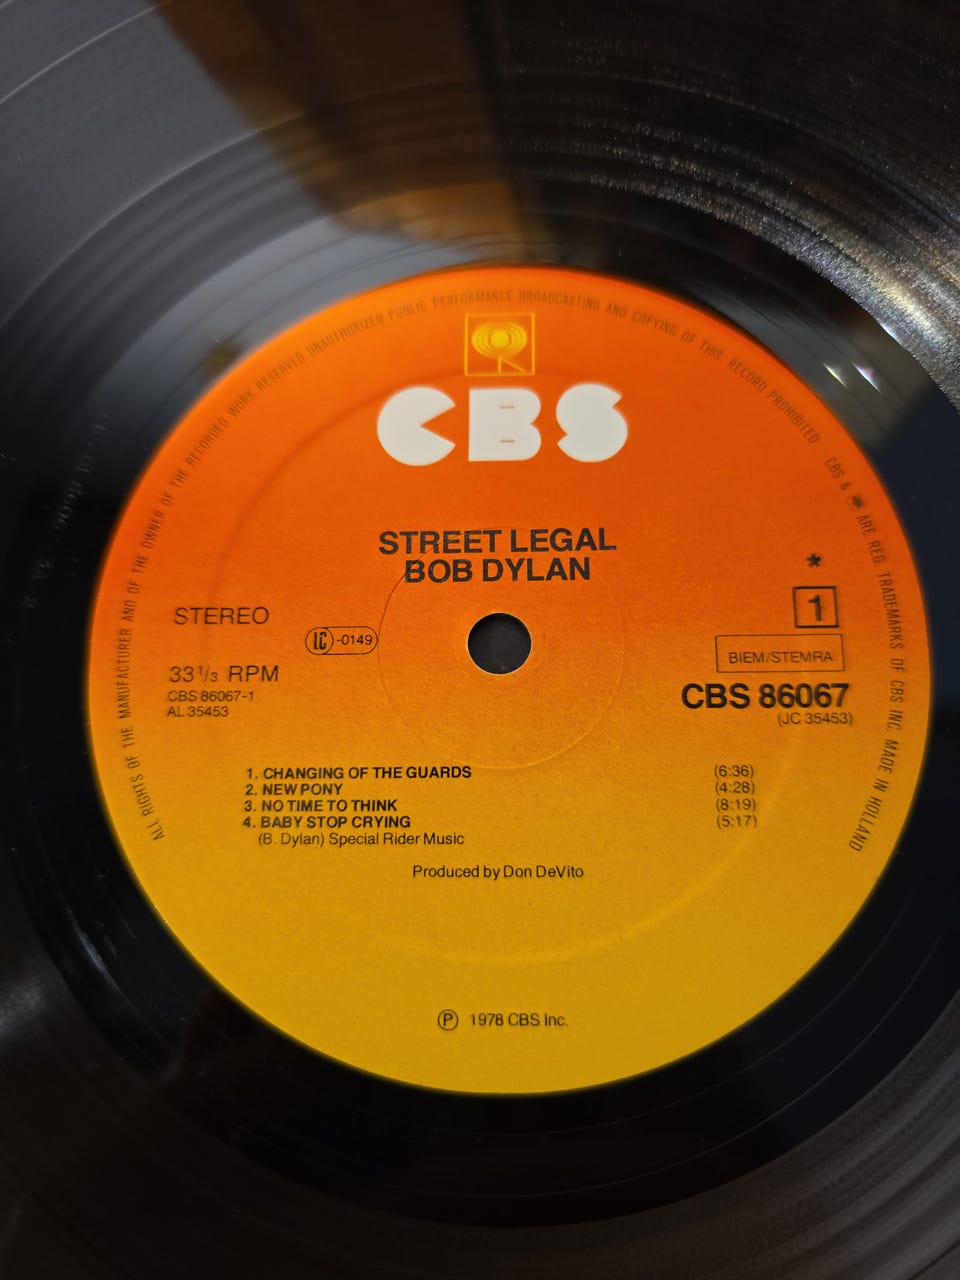 ALL RIGHTS OF THE MANUFACTURER AND OF THE OWNER OF THE RECORDED WORK RESERVED UNAUTHORIZED PUBLIC PERFORMANCE BROADCASTING AND COPYING OF THIS RECORD PROHIBITED
CBS & ARE REG. TRADEMARKS OF CBS INC. MADE IN HOLLAND
CBS
STREET LEGAL
BOB DYLAN
*
1
STEREO
LC -0149
BIEM/STEMRA
33 1/3 RPM
CBS 86067-1
AL 35453
CBS 86067
(JC 35453)
1. CHANGING OF THE GUARDS (6:36)
2. NEW PONY (4:28)
3. NO TIME TO THINK (8:19)
4. BABY STOP CRYING (5:17)
(B. Dylan) Special Rider Music
Produced by Don DeVito
Ⓟ 1978 CBS Inc.